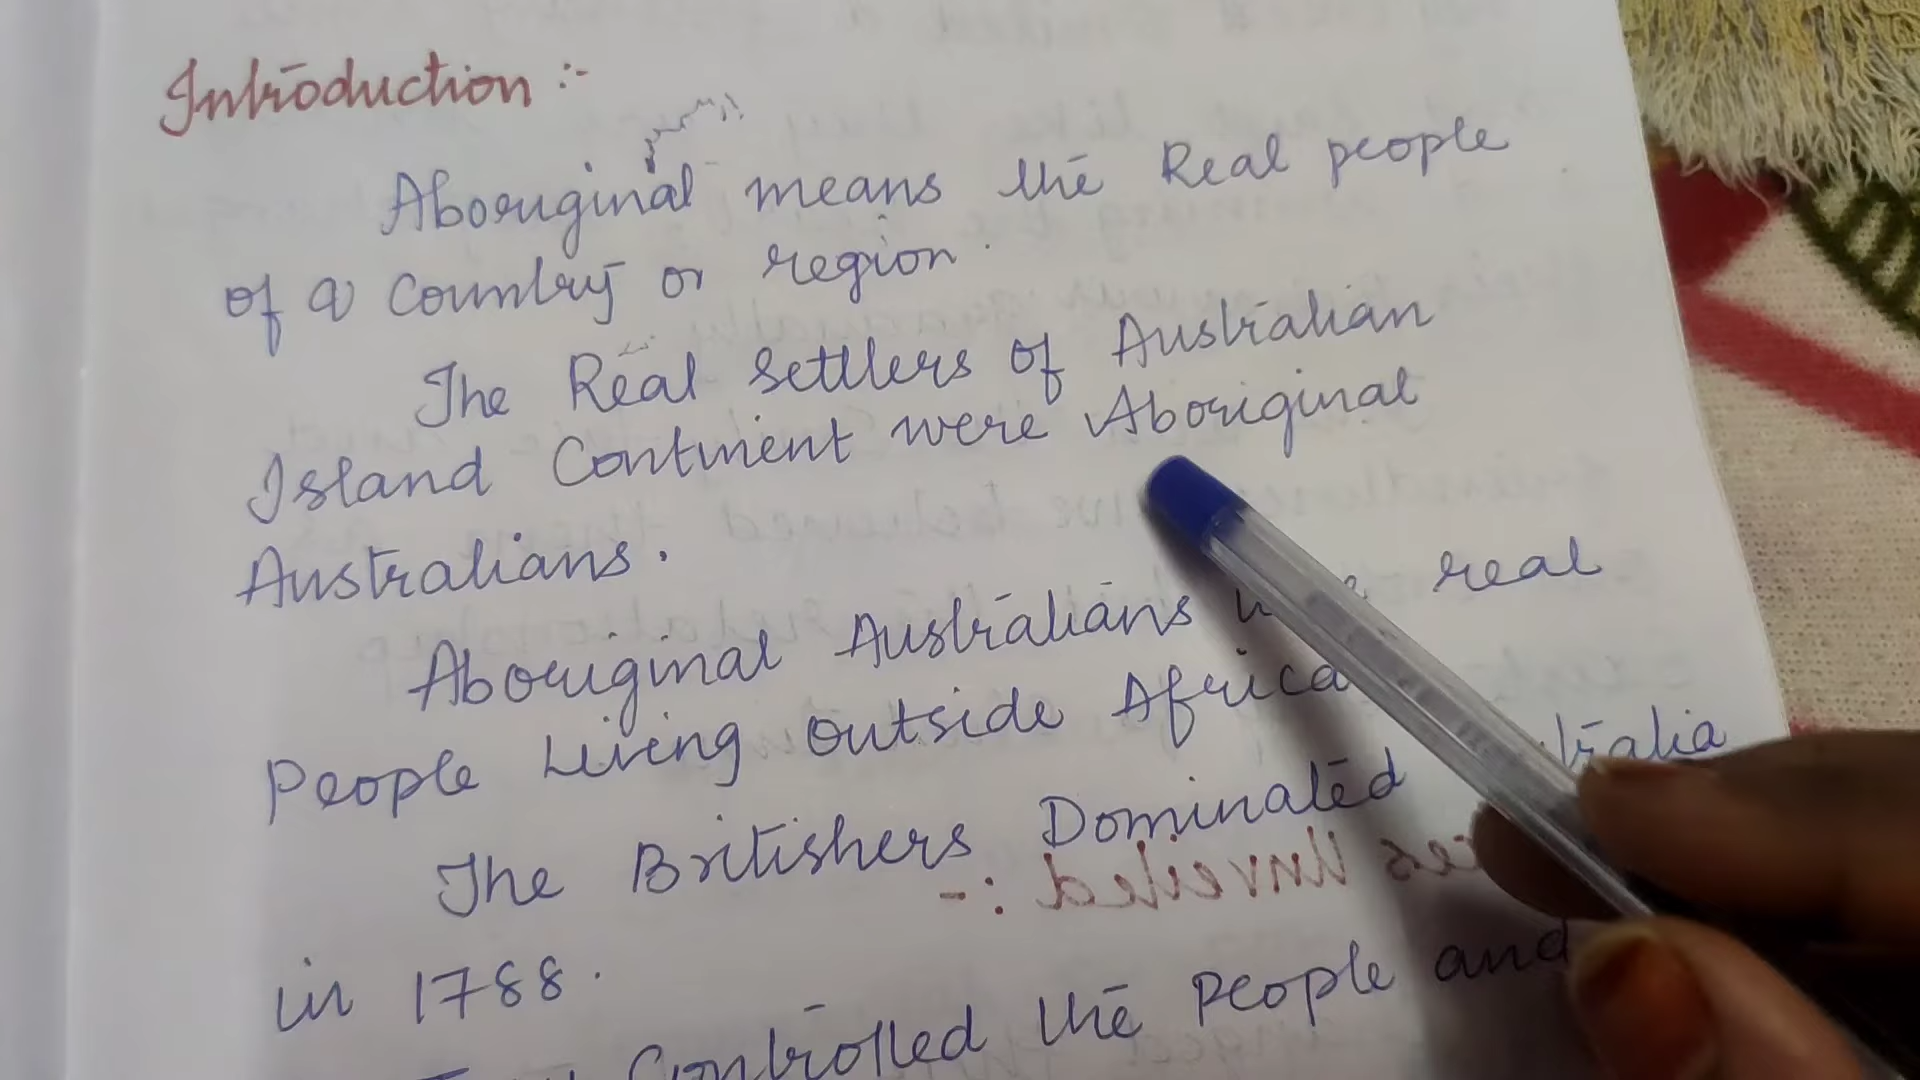 Introduction :-
Aboriginal means the Real people
of a Country or region.
The Real Settlers of Australian
Island Continent were Aboriginal
Australians.
Aboriginal Australians real
People Living outside Africa
The Britishers Dominated
in 1788.
Controlled the People and